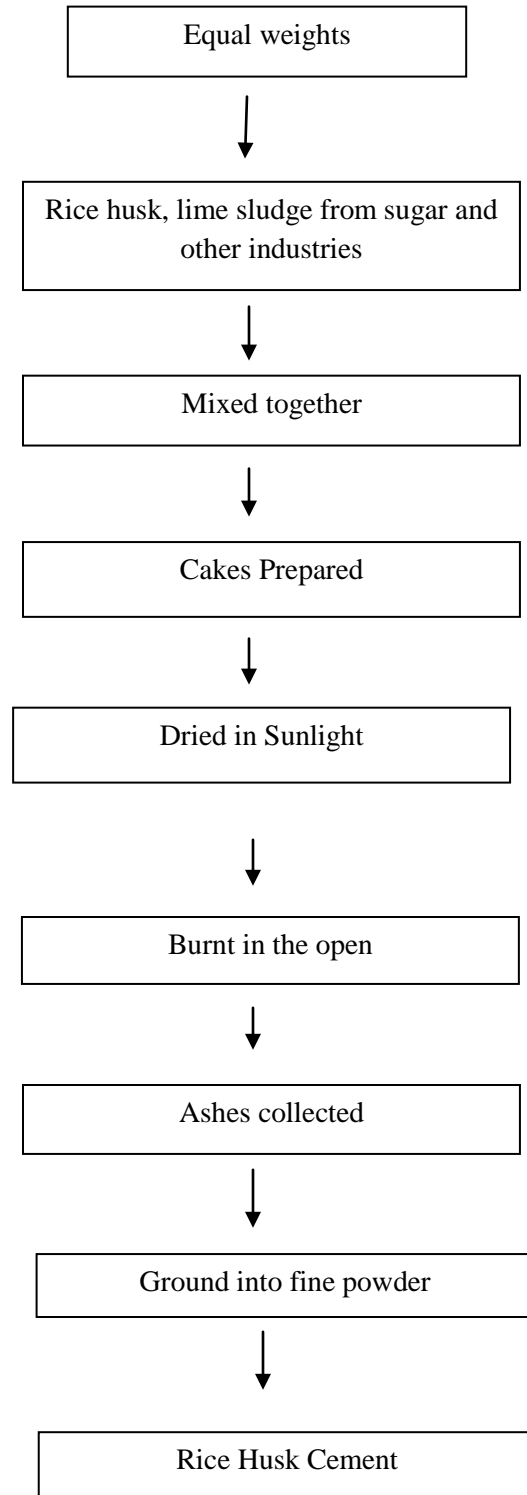 Equal weights
Rice husk, lime sludge from sugar and
other industries
Mixed together
Cakes Prepared
Dried in Sunlight
Burnt in the open
Ashes collected
Ground into fine powder
Rice Husk Cement